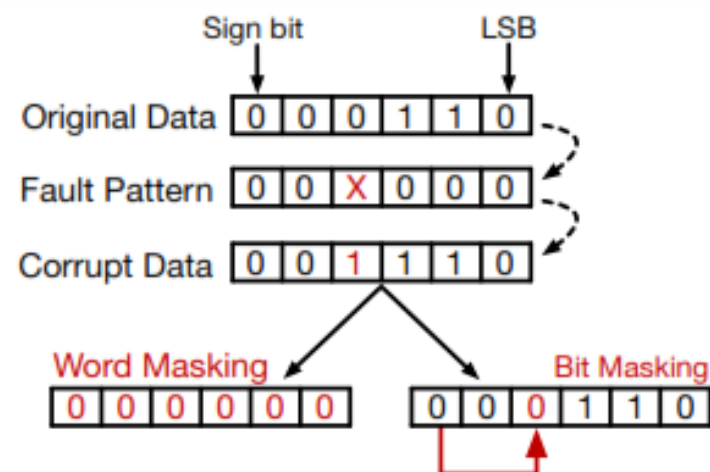 Sign bit LSB
Original Data 0 0 0 1 1 0
Fault Pattern 0 0 X 0 0 0
Corrupt Data 0 0 1 1 1 0
Word Masking Bit Masking
0 0 0 0 0 0 0 0 0 1 1 0